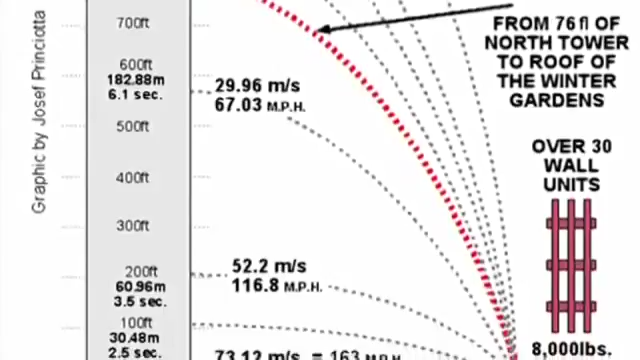 Graphic by Josef Princiotta
700ft
600ft
182.88m
6.1 sec.
500ft
400ft
300ft
200ft
60.96m
3.5 sec.
100ft
30.48m
2.5 sec.
29.96 m/s
67.03 M.P.H.
52.2 m/s
116.8 M.P.H.
73.12 m/s = 163 M.P.H.
FROM 76fl OF
NORTH TOWER
TO ROOF OF
THE WINTER
GARDENS
OVER 30
WALL
UNITS
8,000lbs.